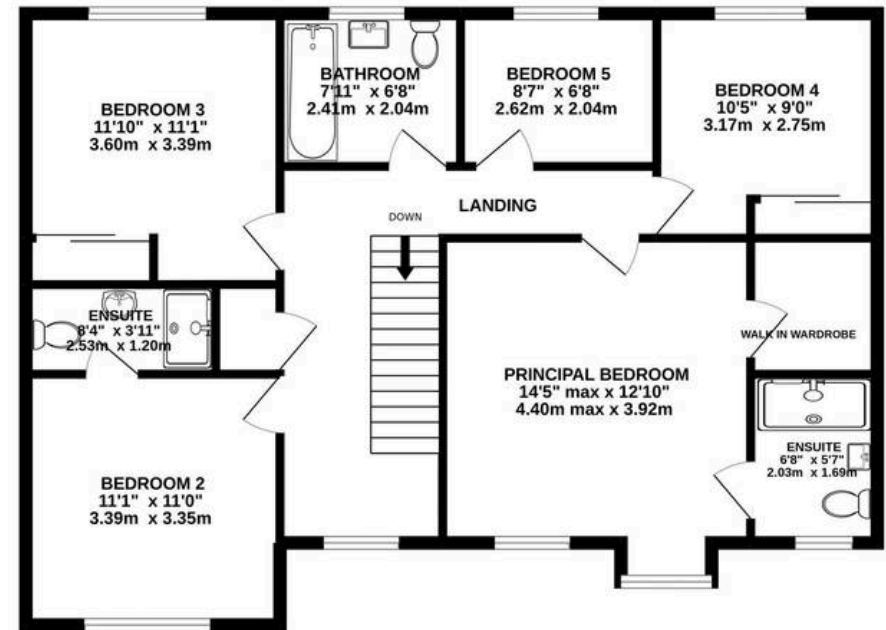 BEDROOM 3
11'10" x 11'1"
3.60m x 3.39m
BATHROOM
7'11" x 6'8"
2.41m x 2.04m
BEDROOM 5
8'7" x 6'8"
2.62m x 2.04m
BEDROOM 4
10'5" x 9'0"
3.17m x 2.75m
DOWN
LANDING
ENSUITE
8'4" x 3'11"
2.53m x 1.20m
WALK IN WARDROBE
PRINCIPAL BEDROOM
14'5" max x 12'10"
4.40m max x 3.92m
ENSUITE
6'8" x 5'7"
2.03m x 1.69m
BEDROOM 2
11'1" x 11'0"
3.39m x 3.35m